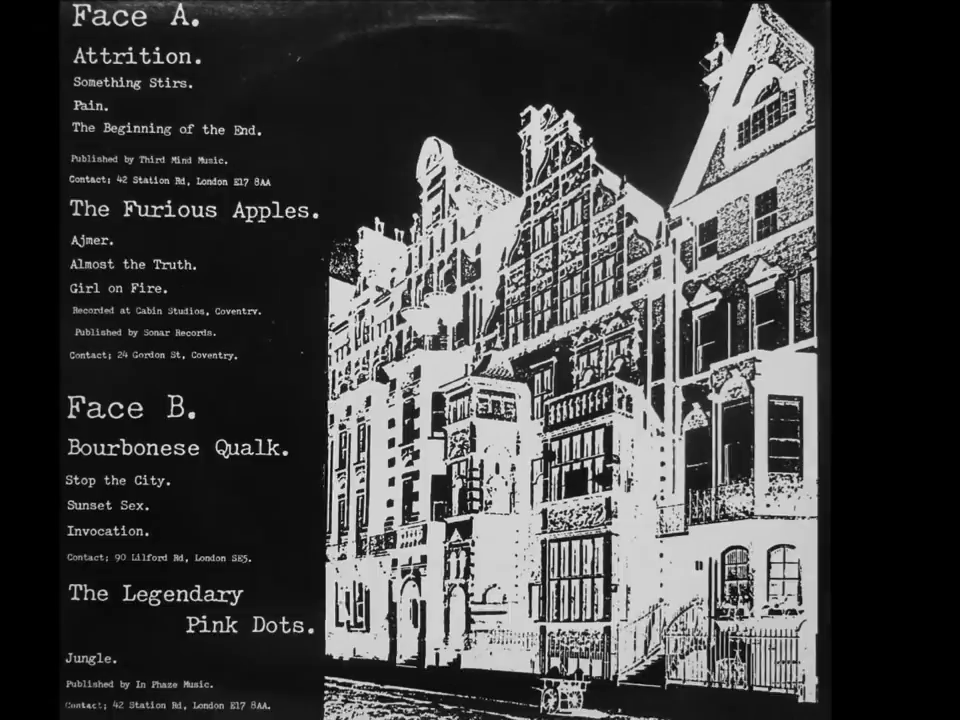 Face A.
Attrition.
Something Stirs.
Pain.
The Beginning of the End.
Published by Third Mind Music.
Contact; 42 Station Rd, London E17 8AA
The Furious Apples.
Ajmer.
Almost the Truth.
Girl on Fire.
Recorded at Cabin Studios, Coventry.
Published by Sonar Records.
Contact; 24 Gordon St, Coventry.
Face B.
Bourbonese Qualk.
Stop the City.
Sunset Sex.
Invocation.
Contact; 90 Lilford Rd, London SE5.
The Legendary
Pink Dots.
Jungle.
Published by In Phaze Music.
Contact; 42 Station Rd, London E17 8AA.